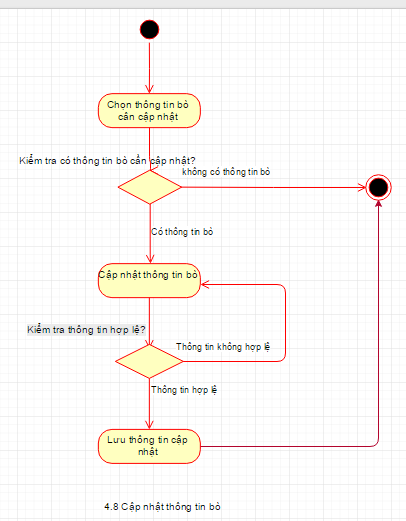 Chọn thông tin bò
cần cập nhật
Kiểm tra có thông tin bò cần cập nhật?
không có thông tin bò
Có thông tin bò
Cập nhật thông tin bò
Kiểm tra thông tin hợp lệ?
Thông tin không hợp lệ
Thông tin hợp lệ
Lưu thông tin cập
nhật
4.8 Cập nhật thông tin bò